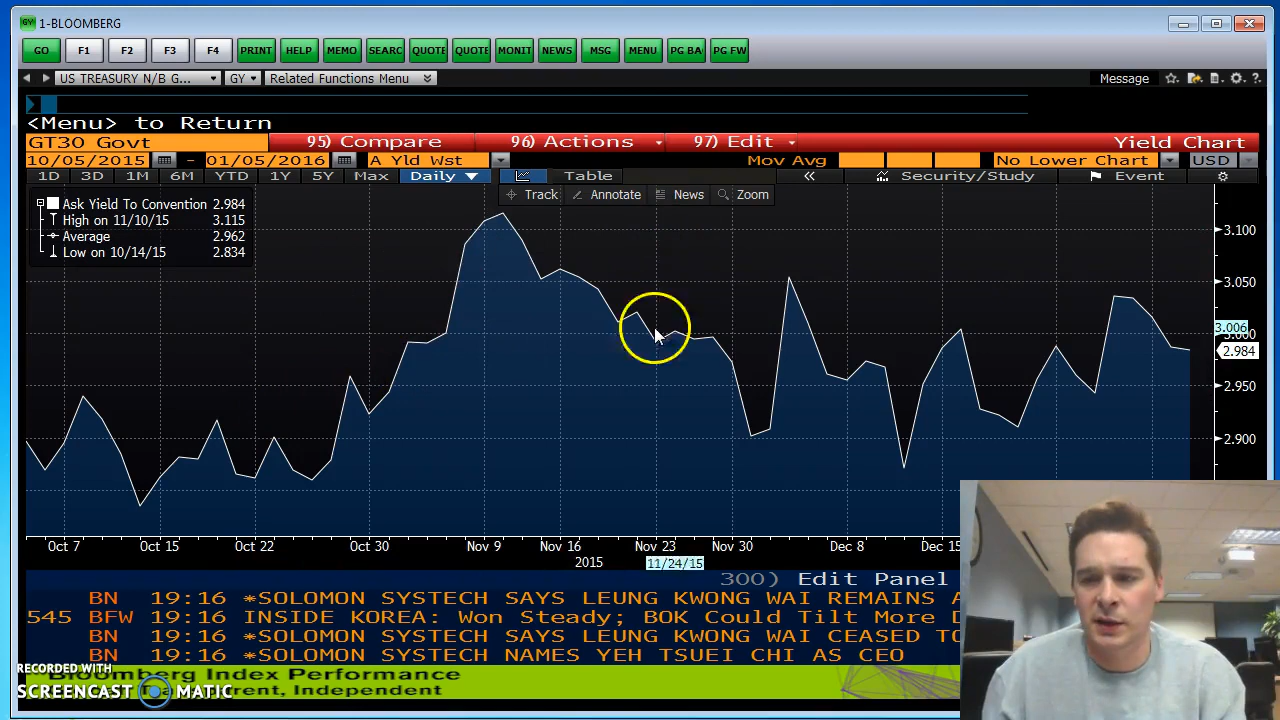 1-BLOOMBERG
GO F1 F2 F3 F4 PRINT HELP MEMO SEARC QUOTE QUOTE MONIT NEWS MSG MENU PG BA PG FW
US TREASURY N/B G... GY Related Functions Menu Message
<Menu> to Return
GT30 Govt 95) Compare 96) Actions 97) Edit Yield Chart
10/05/2015 - 01/05/2016 A Yld Wst Mov Avg No Lower Chart USD
1D 3D 1M 6M YTD 1Y 5Y Max Daily Table « Security/Study Event
Track Annotate News Zoom
Ask Yield To Convention 2.984
High on 11/10/15 3.115
Average 2.962
Low on 10/14/15 2.834
3.100
3.050
3.006
3.000
2.984
2.950
2.900
Oct 7 Oct 15 Oct 22 Oct 30 Nov 9 Nov 16 Nov 23 Nov 30 Dec 8 Dec 15
2015 11/24/15
300) Edit Panel
BN 19:16 *SOLOMON SYSTECH SAYS LEUNG KWONG WAI REMAINS A
545 BFW 19:16 INSIDE KOREA: Won Steady; BOK Could Tilt More D
BN 19:16 *SOLOMON SYSTECH SAYS LEUNG KWONG WAI CEASED TO
BN 19:16 *SOLOMON SYSTECH NAMES YEH TSUEI CHI AS CEO
RECORDED WITH
Bloomberg Index Performance
SCREENCAST MATIC
Independent